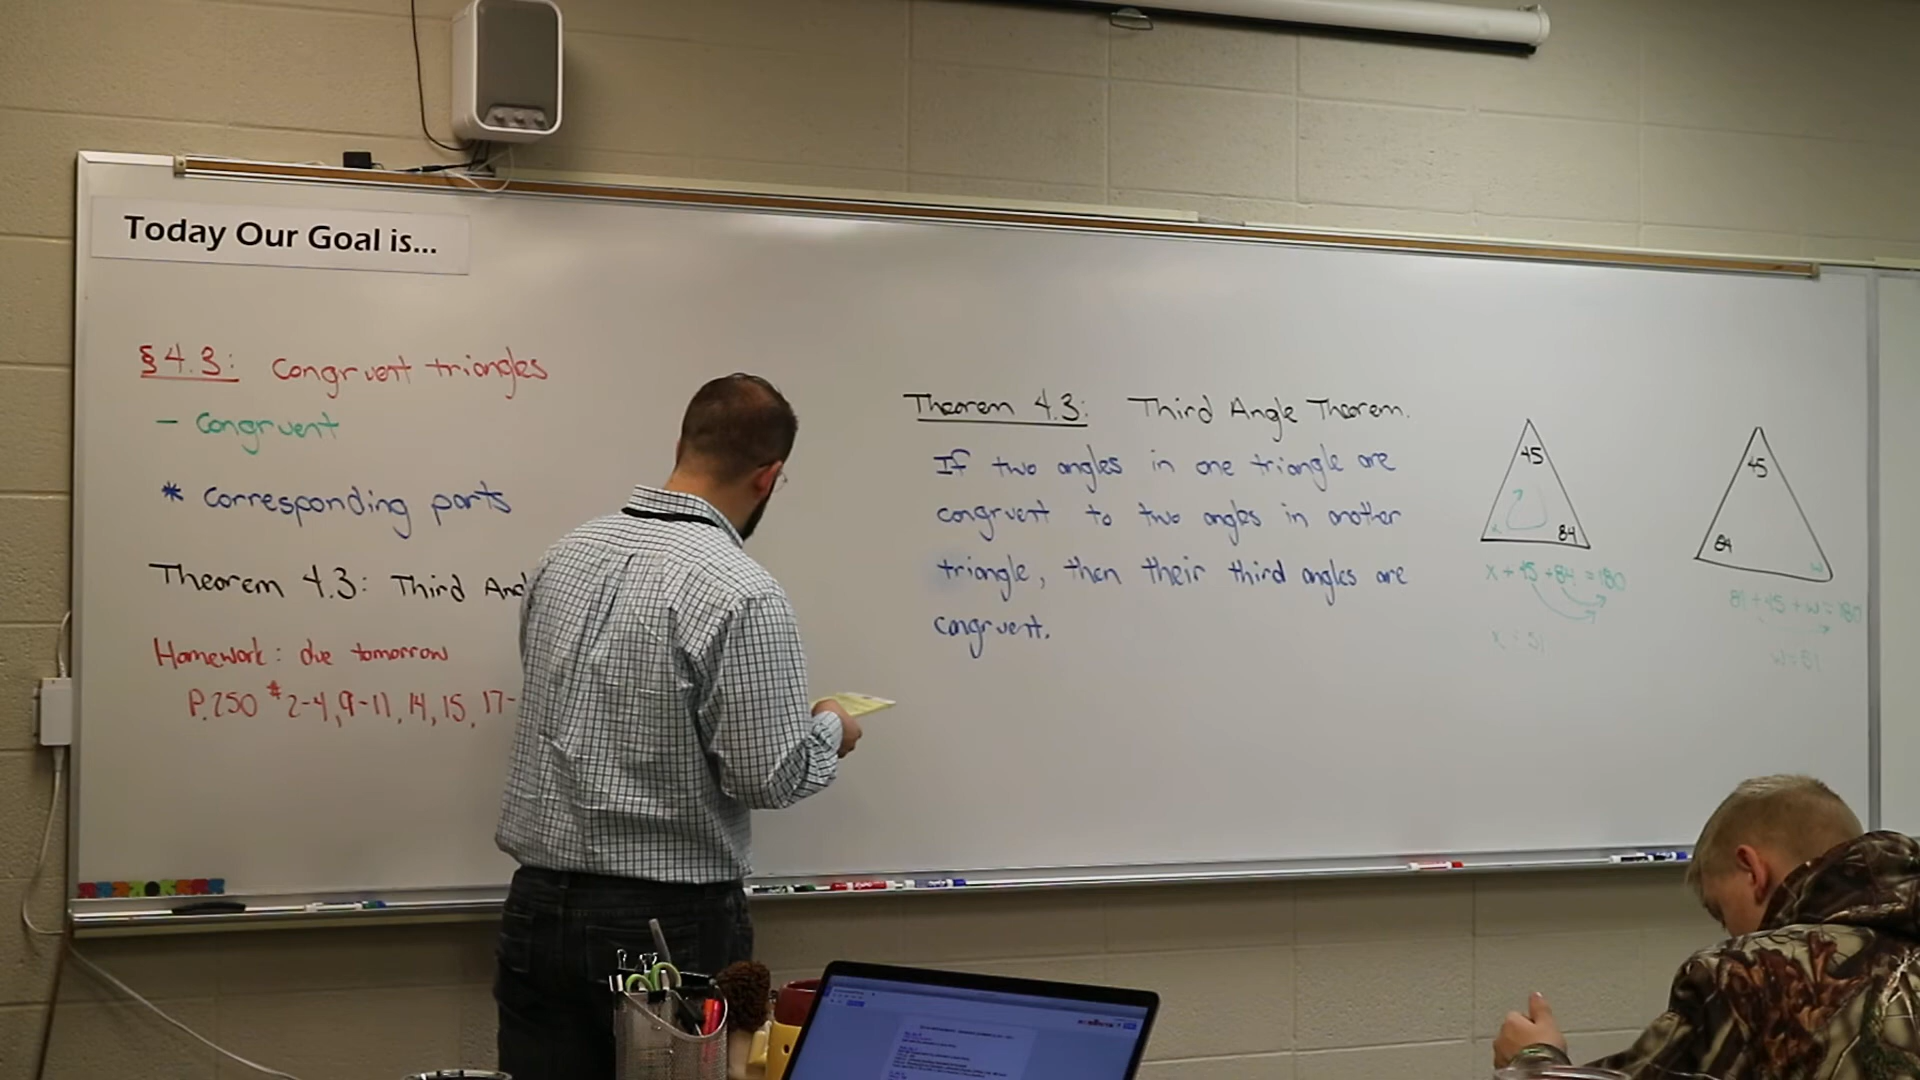 Today Our Goal is...
§4.3: Congruent triangles
- Congruent
* Corresponding parts
Theorem 4.3: Third Ang
Homework: due tomorrow
P.250 #2-4, 9-11, 14, 15, 17-
Theorem 4.3: Third Angle Theorem.
If two angles in one triangle are
congruent to two angles in another
triangle, then their third angles are
congruent.
45
x 84
x + 45 + 84 = 180
x = 51
45
84 w
84 + 45 + w = 180
w = 51